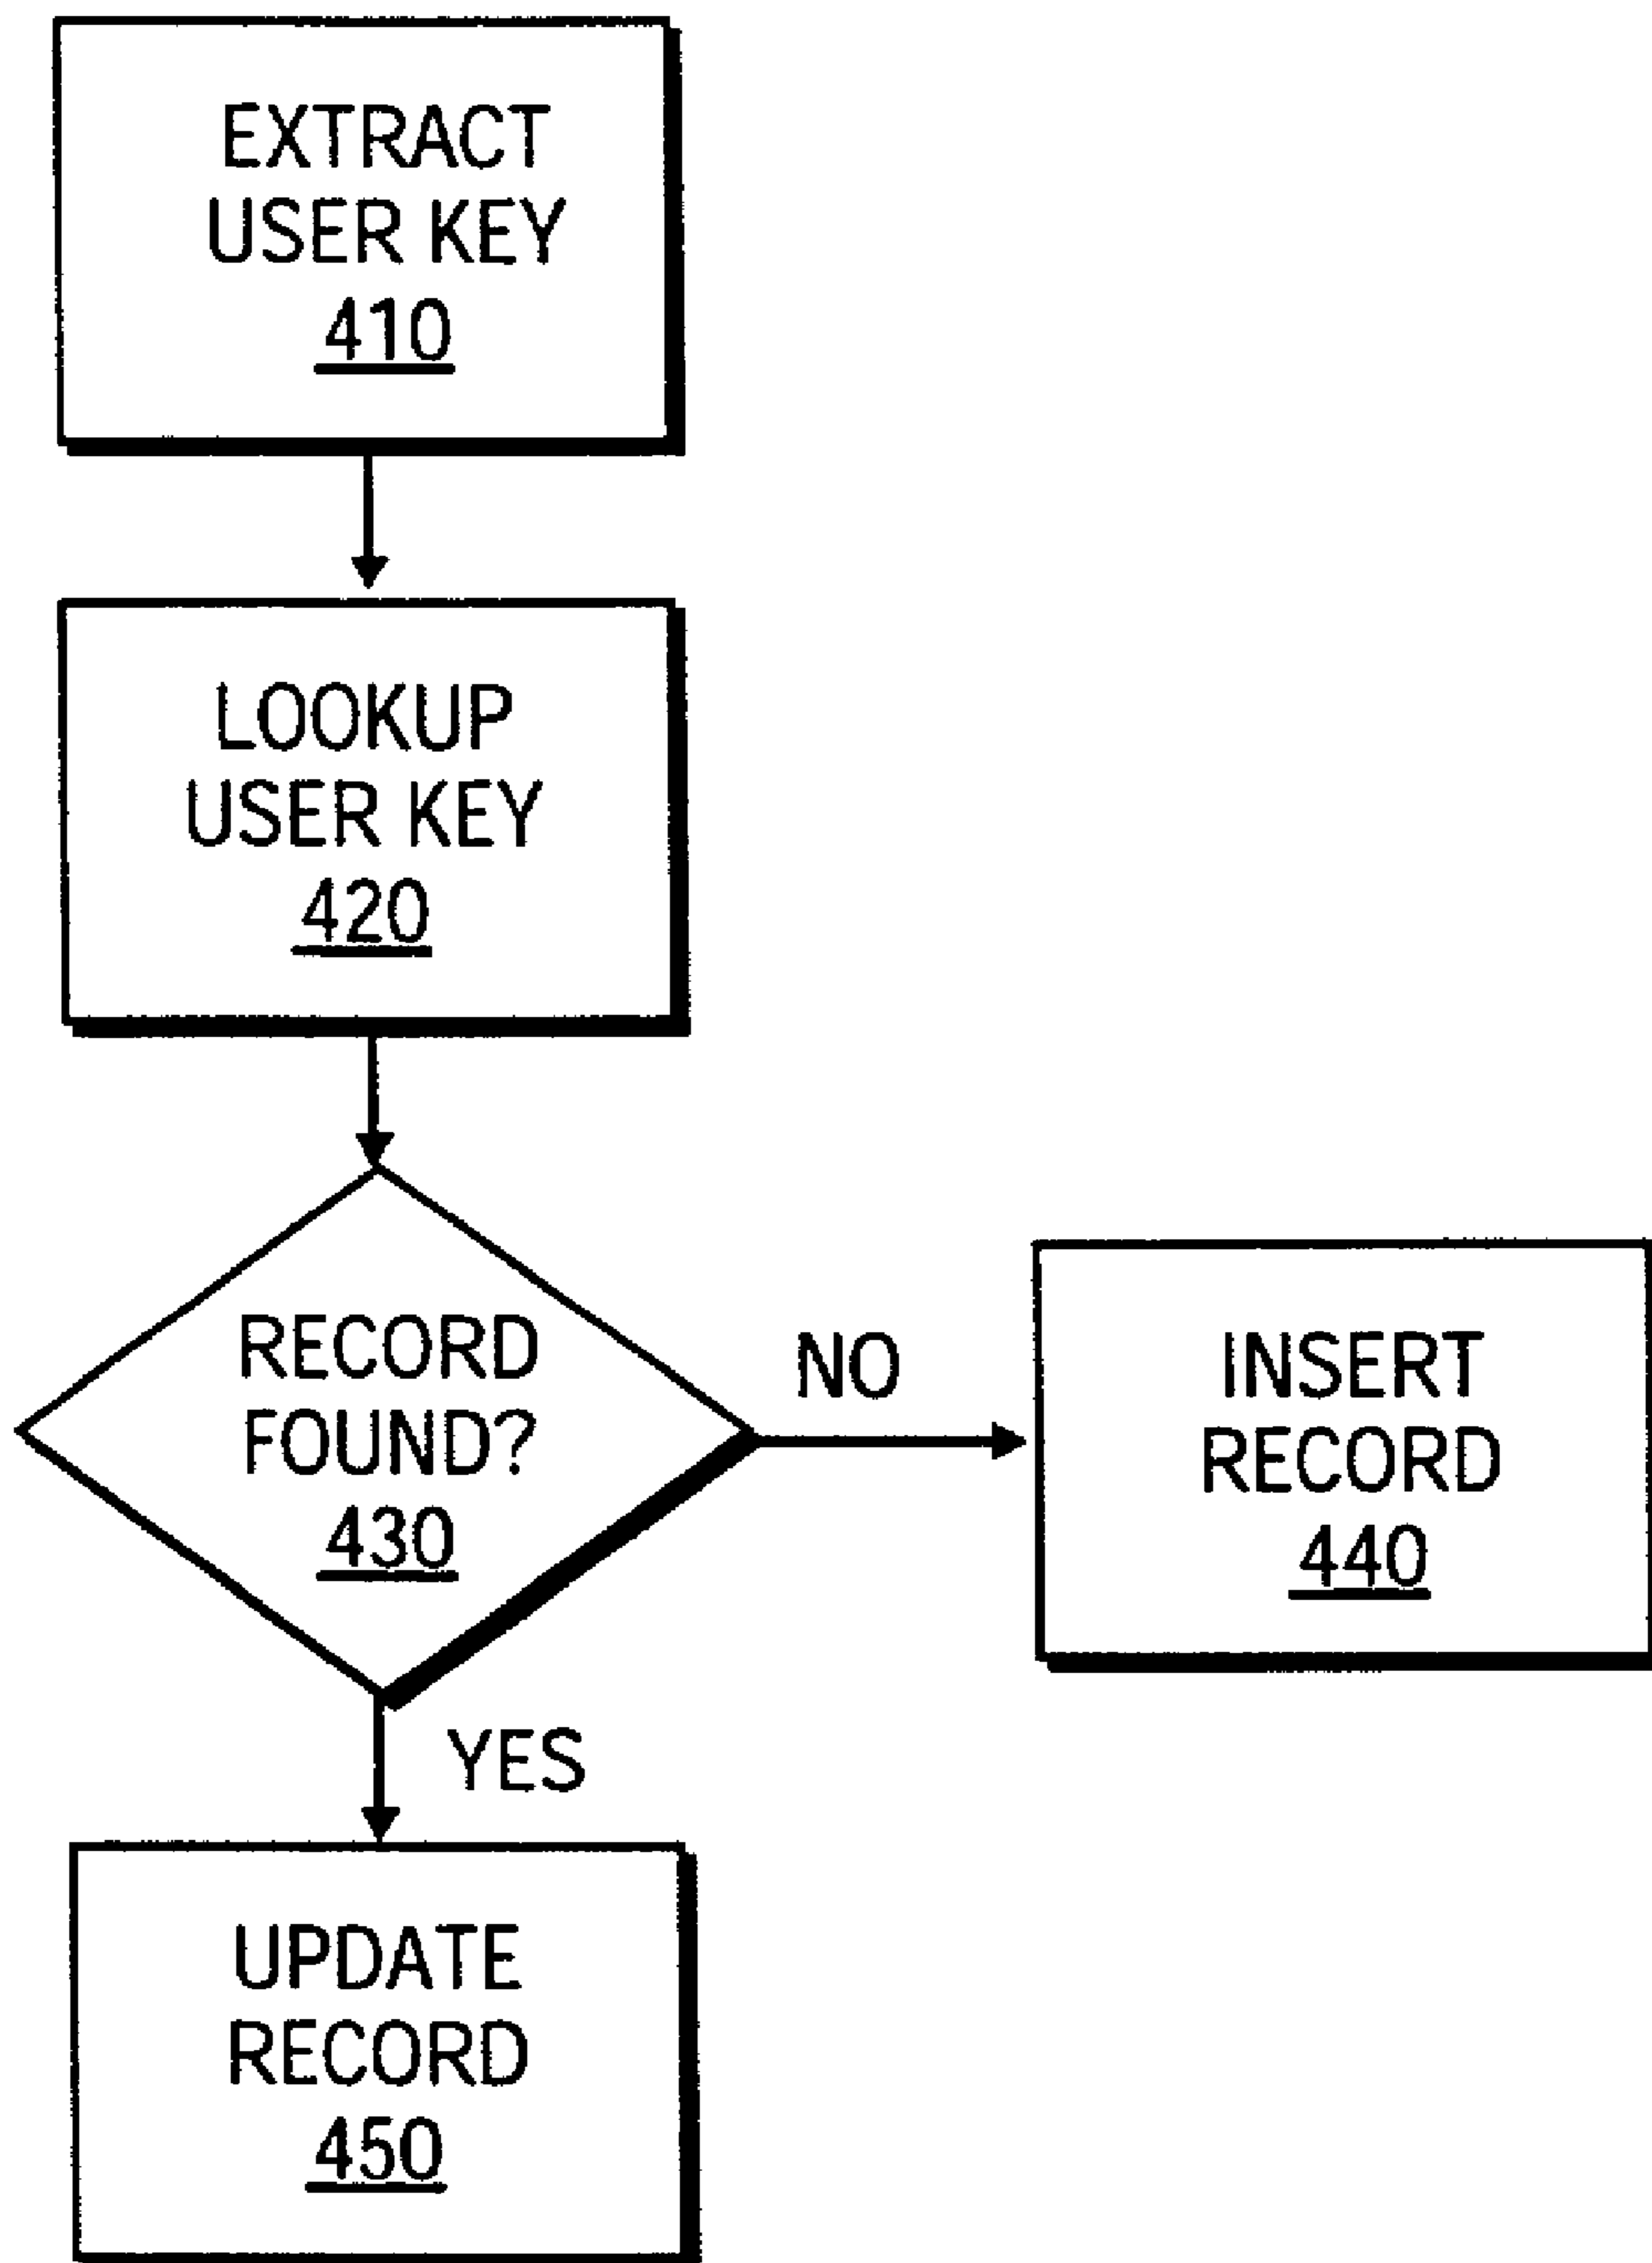 EXTRACT
USER KEY
410
LOOKUP
USER KEY
420
RECORD
FOUND?
430
NO
INSERT
RECORD
440
YES
UPDATE
RECORD
450